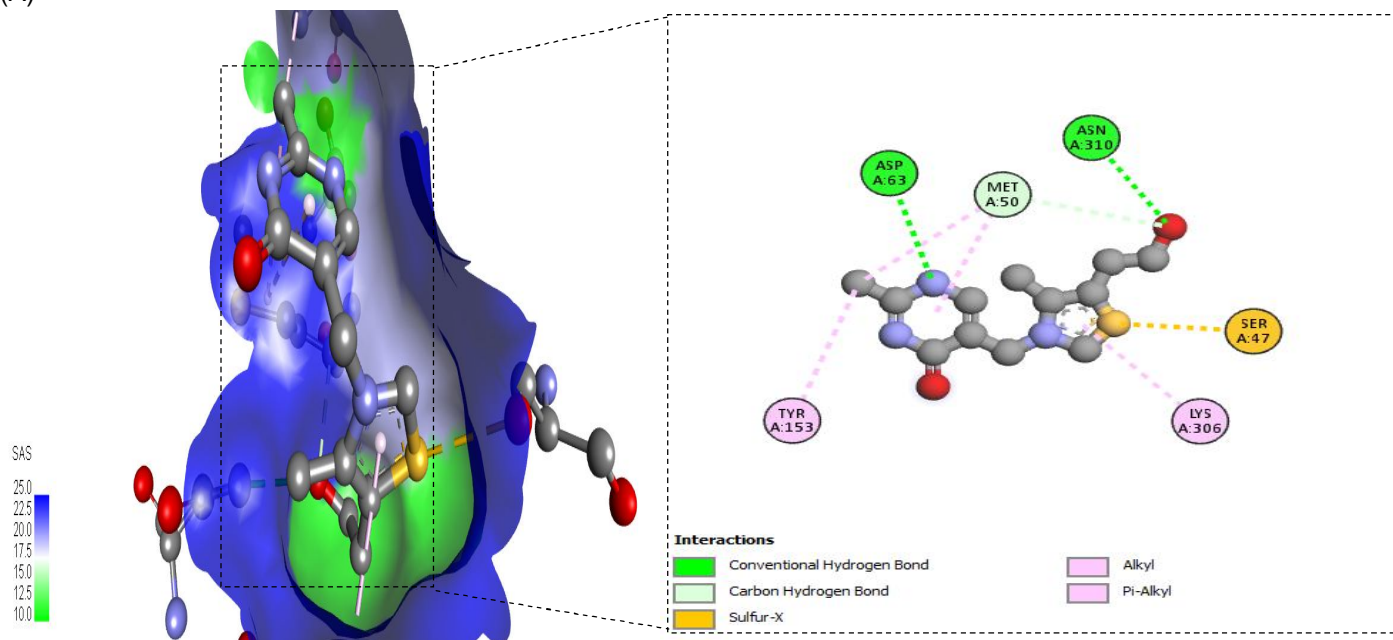 SAS
25.0
22.5
20.0
17.5
15.0
12.5
10.0
ASN
A:310
ASP
A:63
MET
A:50
SER
A:47
TYR
A:153
LYS
A:306
Interactions
Conventional Hydrogen Bond
Carbon Hydrogen Bond
Sulfur-X
Alkyl
Pi-Alkyl